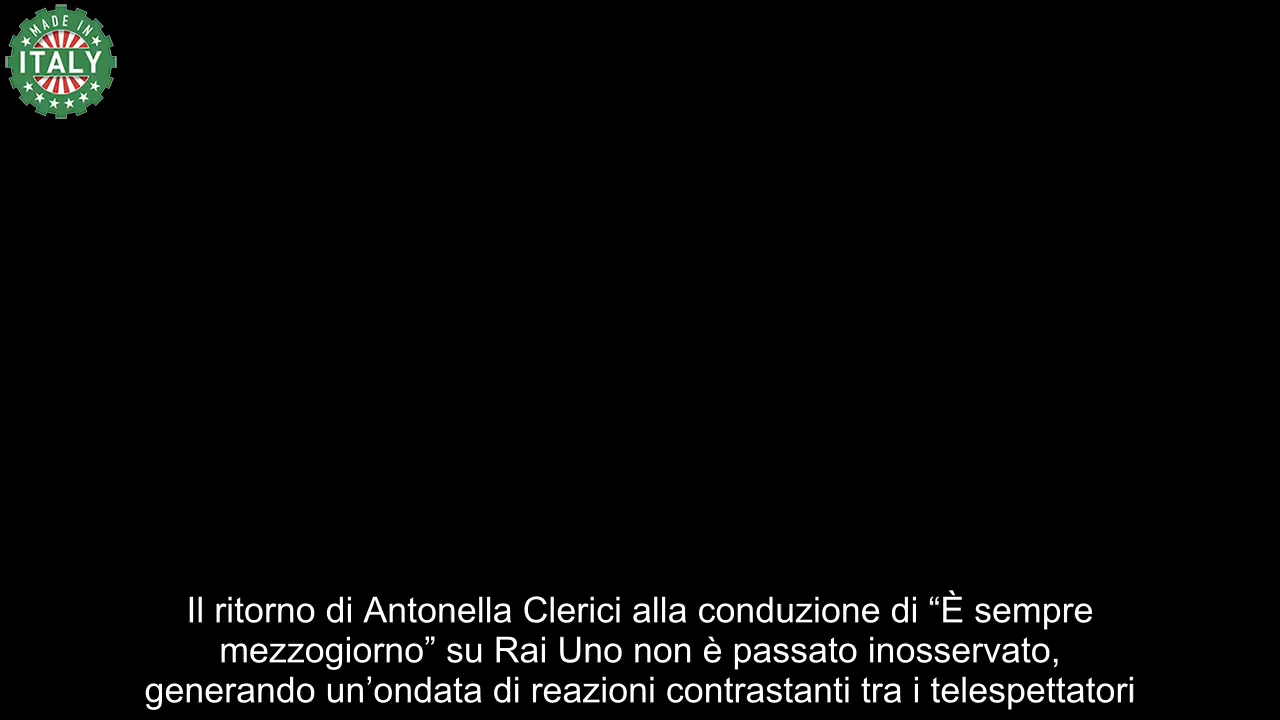 MADE IN
ITALY
Il ritorno di Antonella Clerici alla conduzione di “È sempre
mezzogiorno” su Rai Uno non è passato inosservato,
generando un’ondata di reazioni contrastanti tra i telespettatori